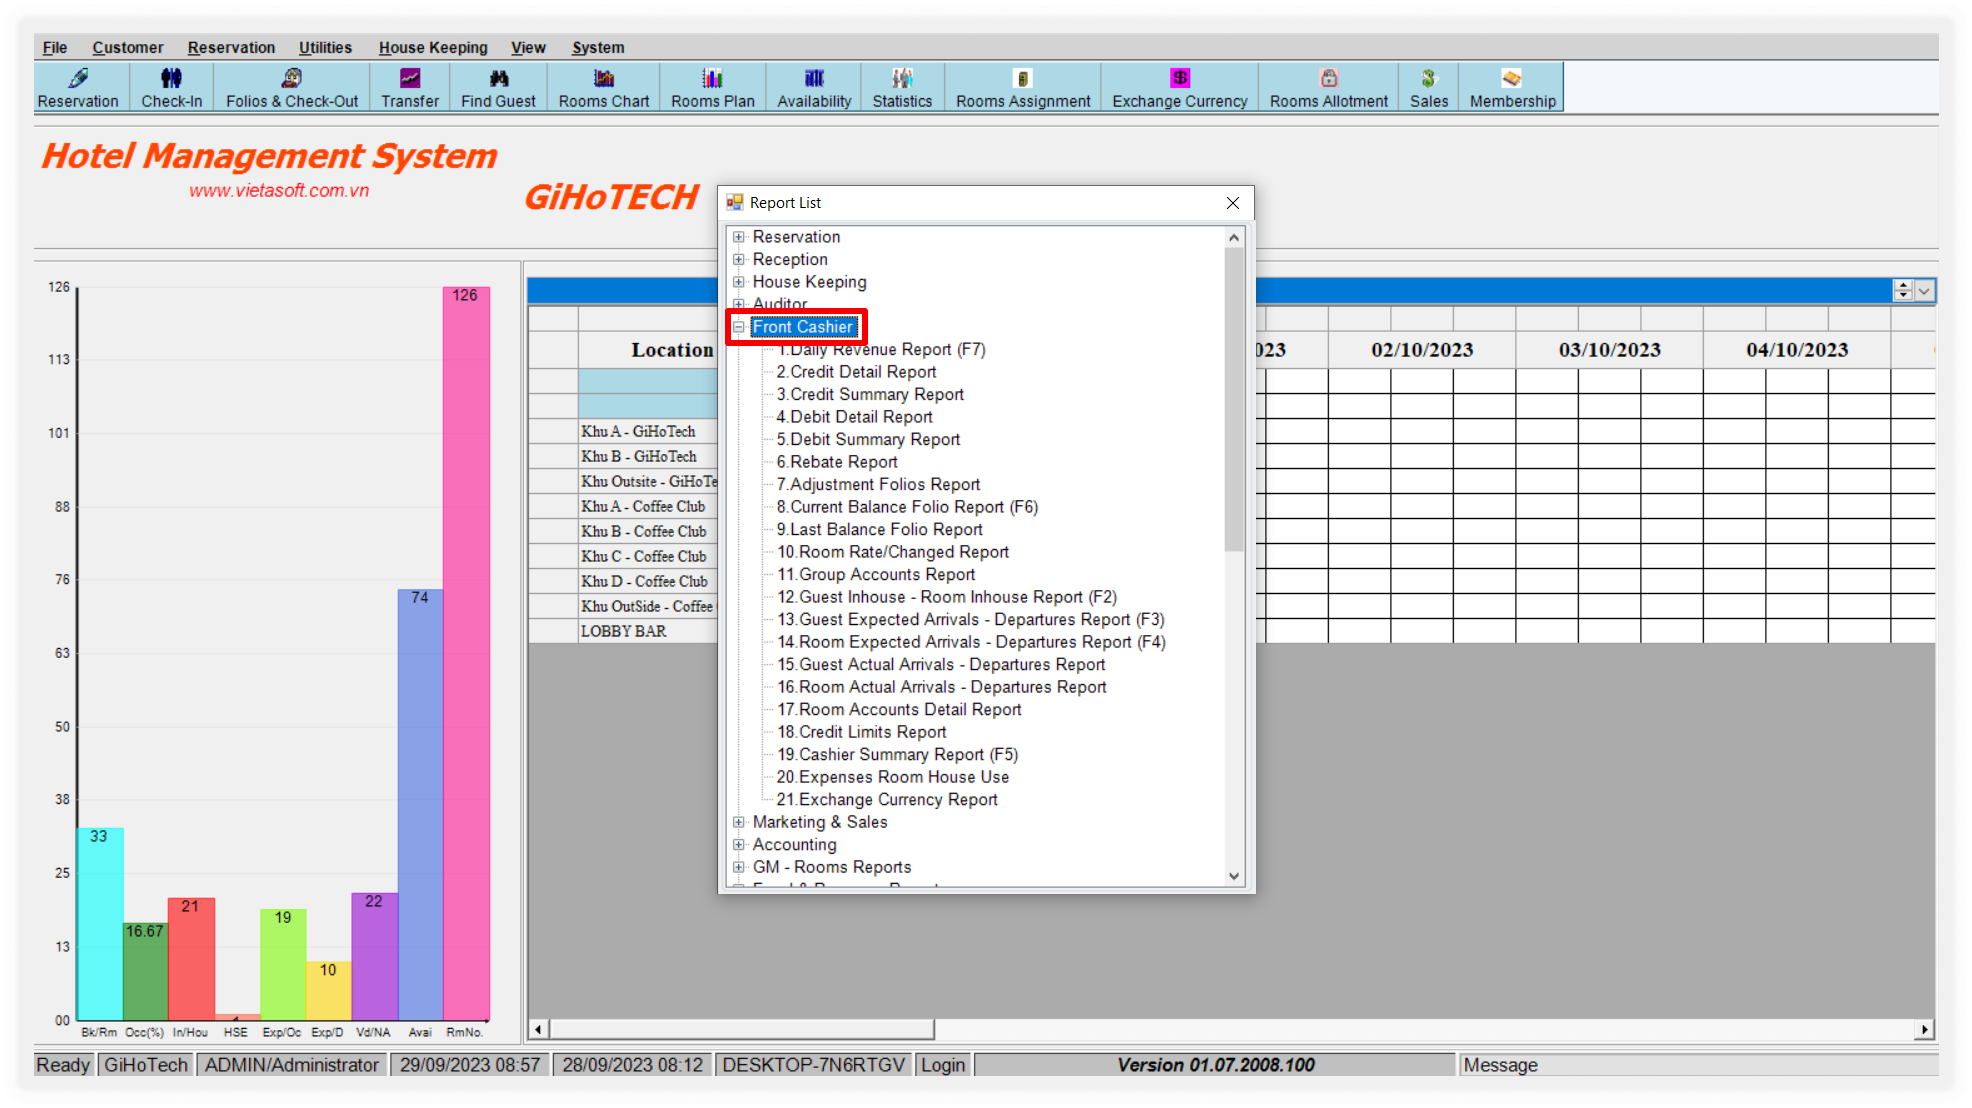 File Customer Reservation Utilities House Keeping View System
Reservation Check-In Folios & Check-Out Transfer Find Guest Rooms Chart Rooms Plan Availability Statistics Rooms Assignment Exchange Currency Rooms Allotment Sales Membership
Hotel Management System
www.vietasoft.com.vn
GiHoTECH
Report List
Reservation
Reception
House Keeping
Auditor
Front Cashier
1.Daily Revenue Report (F7)
2.Credit Detail Report
3.Credit Summary Report
4.Debit Detail Report
5.Debit Summary Report
6.Rebate Report
7.Adjustment Folios Report
8.Current Balance Folio Report (F6)
9.Last Balance Folio Report
10.Room Rate/Changed Report
11.Group Accounts Report
12.Guest Inhouse - Room Inhouse Report (F2)
13.Guest Expected Arrivals - Departures Report (F3)
14.Room Expected Arrivals - Departures Report (F4)
15.Guest Actual Arrivals - Departures Report
16.Room Actual Arrivals - Departures Report
17.Room Accounts Detail Report
18.Credit Limits Report
19.Cashier Summary Report (F5)
20.Expenses Room House Use
21.Exchange Currency Report
Marketing & Sales
Accounting
GM - Rooms Reports
126
113
101
88
76
63
50
38
25
13
00
33
16.67
21
19
10
22
74
126
Bk/Rm Occ(%) In/Hou HSE Exp/Oc Exp/D Vd/NA Avai RmNo.
Location 023 02/10/2023 03/10/2023 04/10/2023
Khu A - GiHoTech
Khu B - GiHoTech
Khu Outsite - GiHoTe
Khu A - Coffee Club
Khu B - Coffee Club
Khu C - Coffee Club
Khu D - Coffee Club
Khu OutSide - Coffee
LOBBY BAR
Ready GiHoTech ADMIN/Administrator 29/09/2023 08:57 28/09/2023 08:12 DESKTOP-7N6RTGV Login Version 01.07.2008.100 Message